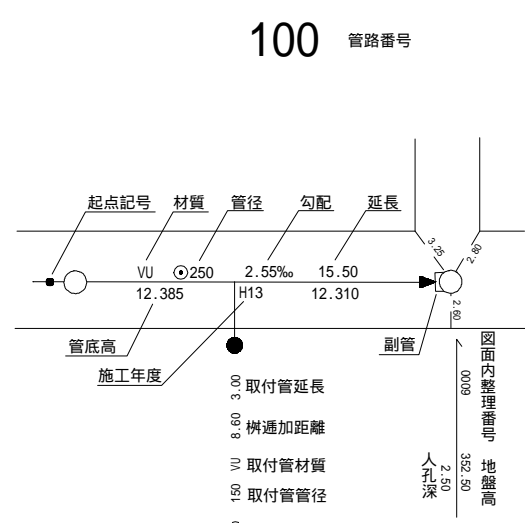 100 管路番号
起点記号 材質 管径 勾配 延長
3.25 2.80
VU 250 2.55‰ 15.50
12.385 H13 12.310
2.60
管底高 副管
施工年度
3.00 取付管延長
8.60 桝逓加距離
VU 取付管材質
150 取付管管径
図面内整理番号 地盤高
0009 352.50
2.50
人孔深